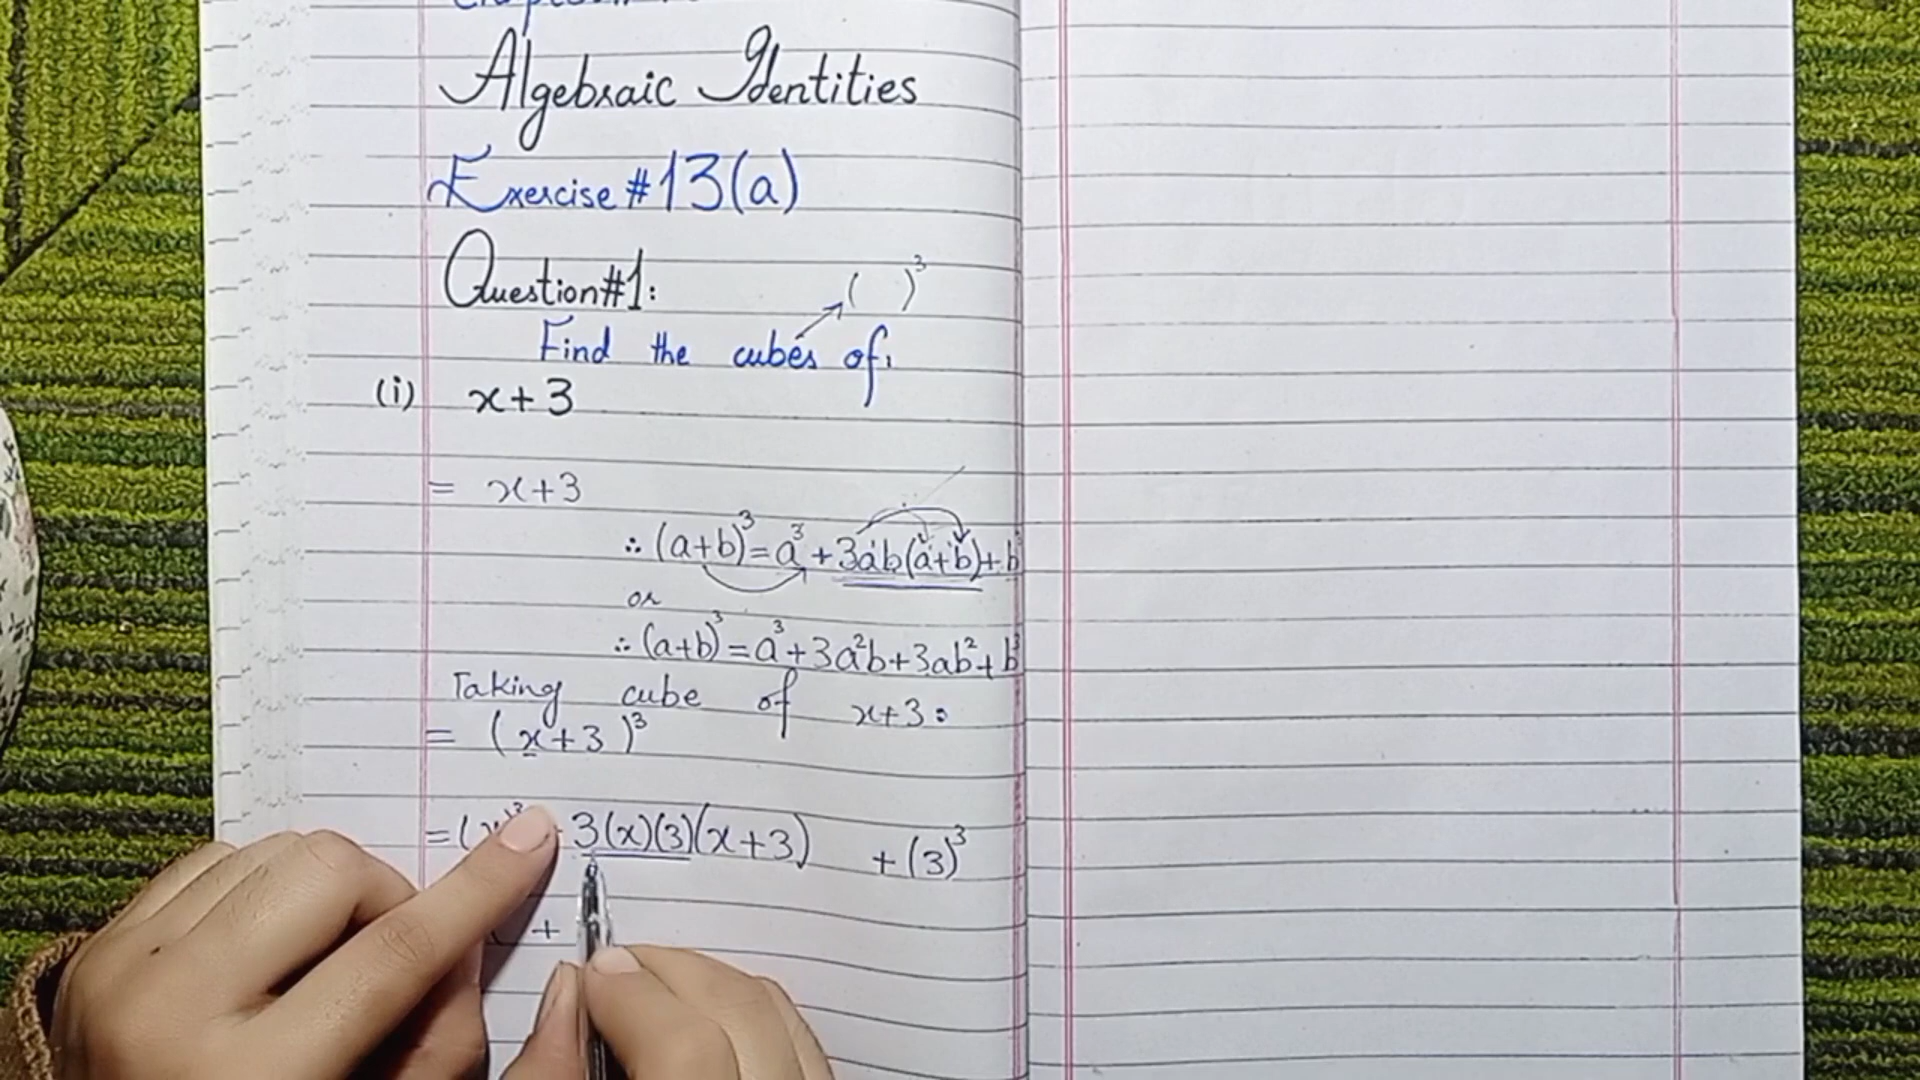 Algebraic Identities
Exercise #13(a)
Question#1:
( )³
Find the cubes of:
(i) x+3
= x+3
∴ (a+b)³ = a³ + 3ab(a+b) + b³
or
∴ (a+b)³ = a³ + 3a²b + 3ab² + b³
Taking cube of x+3:
= (x+3)³
= (x)³ 3(x)(3)(x+3) + (3)³
+